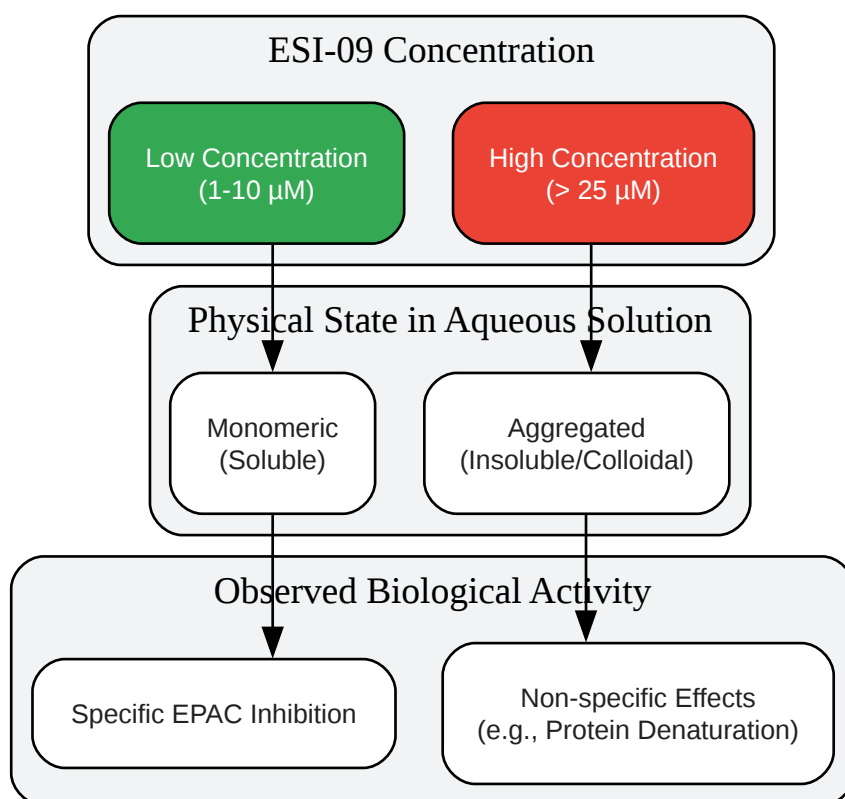 ESI-09 Concentration
Low Concentration
(1-10 µM)
High Concentration
(> 25 µM)
Physical State in Aqueous Solution
Monomeric
(Soluble)
Aggregated
(Insoluble/Colloidal)
Observed Biological Activity
Specific EPAC Inhibition
Non-specific Effects
(e.g., Protein Denaturation)